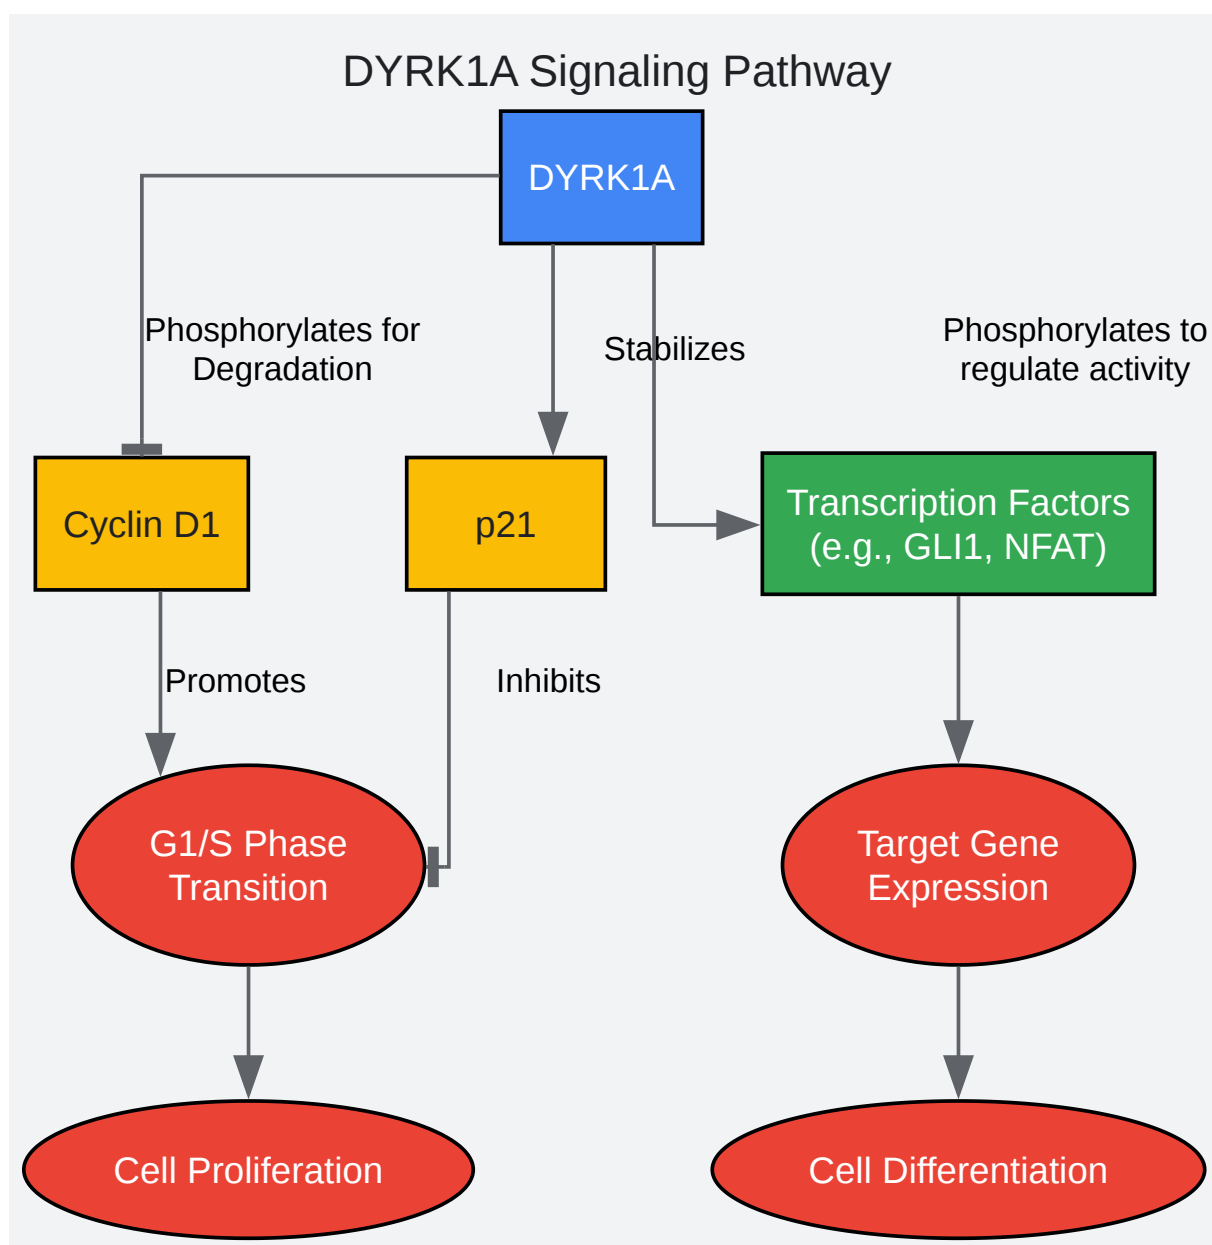 DYRK1A Signaling Pathway
DYRK1A
Phosphorylates for
Degradation
Stabilizes
Phosphorylates to
regulate activity
Cyclin D1
p21
Transcription Factors
(e.g., GLI1, NFAT)
Promotes
Inhibits
G1/S Phase
Transition
Target Gene
Expression
Cell Proliferation
Cell Differentiation